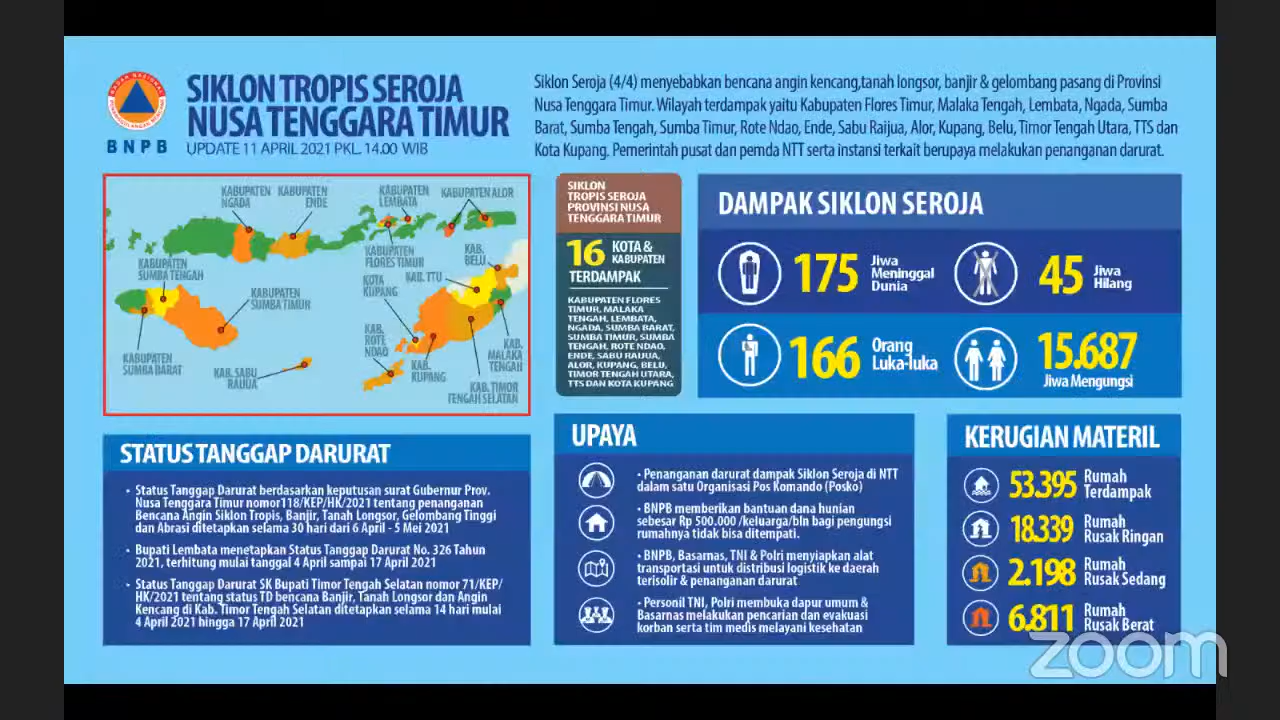 SIKLON TROPIS SEROJA
NUSA TENGGARA TIMUR
UPDATE 11 APRIL 2021 PKL. 14.00 WIB
BNPB
Siklon Seroja (4/4) menyebabkan bencana angin kencang,tanah longsor, banjir & gelombang pasang di Provinsi
Nusa Tenggara Timur. Wilayah terdampak yaitu Kabupaten Flores Timur, Malaka Tengah, Lembata, Ngada, Sumba
Barat, Sumba Tengah, Sumba Timur, Rote Ndao, Ende, Sabu Raijua, Alor, Kupang, Belu, Timor Tengah Utara, TTS dan
Kota Kupang. Pemerintah pusat dan pemda NTT serta instansi terkait berupaya melakukan penanganan darurat.
KABUPATEN
NGADA
KABUPATEN
ENDE
KABUPATEN
LEMBATA
KABUPATEN ALOR
KABUPATEN
SUMBA TENGAH
KABUPATEN
FLORES TIMUR
KAB.
BELU
KOTA
KUPANG
KAB. TTU
KABUPATEN
SUMBA TIMUR
KAB.
ROTE
NDAO
KABUPATEN
SUMBA BARAT
KAB. SABU
RAIJUA
KAB.
KUPANG
KAB.
MALAKA
TENGAH
KAB. TIMOR
TENGAH SELATAN
SIKLON
TROPIS SEROJA
PROVINSI NUSA
TENGGARA TIMUR
16 KOTA &
KABUPATEN
TERDAMPAK
KABUPATEN FLORES
TIMUR, MALAKA
TENGAH, LEMBATA,
NGADA, SUMBA BARAT,
SUMBA TIMUR, SUMBA
TENGAH, ROTE NDAO,
ENDE, SABU RAIJUA,
ALOR, KUPANG, BELU,
TIMOR TENGAH UTARA,
TTS DAN KOTA KUPANG
DAMPAK SIKLON SEROJA
175 Jiwa
Meninggal
Dunia
45 Jiwa
Hilang
166 Orang
Luka-luka
15.687
Jiwa Mengungsi
STATUS TANGGAP DARURAT
• Status Tanggap Darurat berdasarkan keputusan surat Gubernur Prov.
Nusa Tenggara Timur nomor118/KEP/HK/2021 tentang penanganan
Bencana Angin Siklon Tropis, Banjir, Tanah Longsor, Gelombang Tinggi
dan Abrasi ditetapkan selama 30 hari dari 6 April - 5 Mei 2021
• Bupati Lembata menetapkan Status Tanggap Darurat No. 326 Tahun
2021, terhitung mulai tanggal 4 April sampai 17 April 2021
• Status Tanggap Darurat SK Bupati Timor Tengah Selatan nomor 71/KEP/
HK/2021 tentang status TD bencana Banjir, Tanah Longsor dan Angin
Kencang di Kab. Timor Tengah Selatan ditetapkan selama 14 hari mulai
4 April 2021 hingga 17 April 2021
UPAYA
• Penanganan darurat dampak Siklon Seroja di NTT
dalam satu Organisasi Pos Komando (Posko)
• BNPB memberikan bantuan dana hunian
sebesar Rp 500.000 /keluarga/bln bagi pengungsi
rumahnya tidak bisa ditempati.
• BNPB, Basarnas, TNI & Polri menyiapkan alat
transportasi untuk distribusi logistik ke daerah
terisolir & penanganan darurat
• Personil TNI, Polri membuka dapur umum &
Basarnas melakukan pencarian dan evakuasi
korban serta tim medis melayani kesehatan
KERUGIAN MATERIL
53.395 Rumah
Terdampak
18.339 Rumah
Rusak Ringan
2.198 Rumah
Rusak Sedang
6.811 Rumah
Rusak Berat
zoom